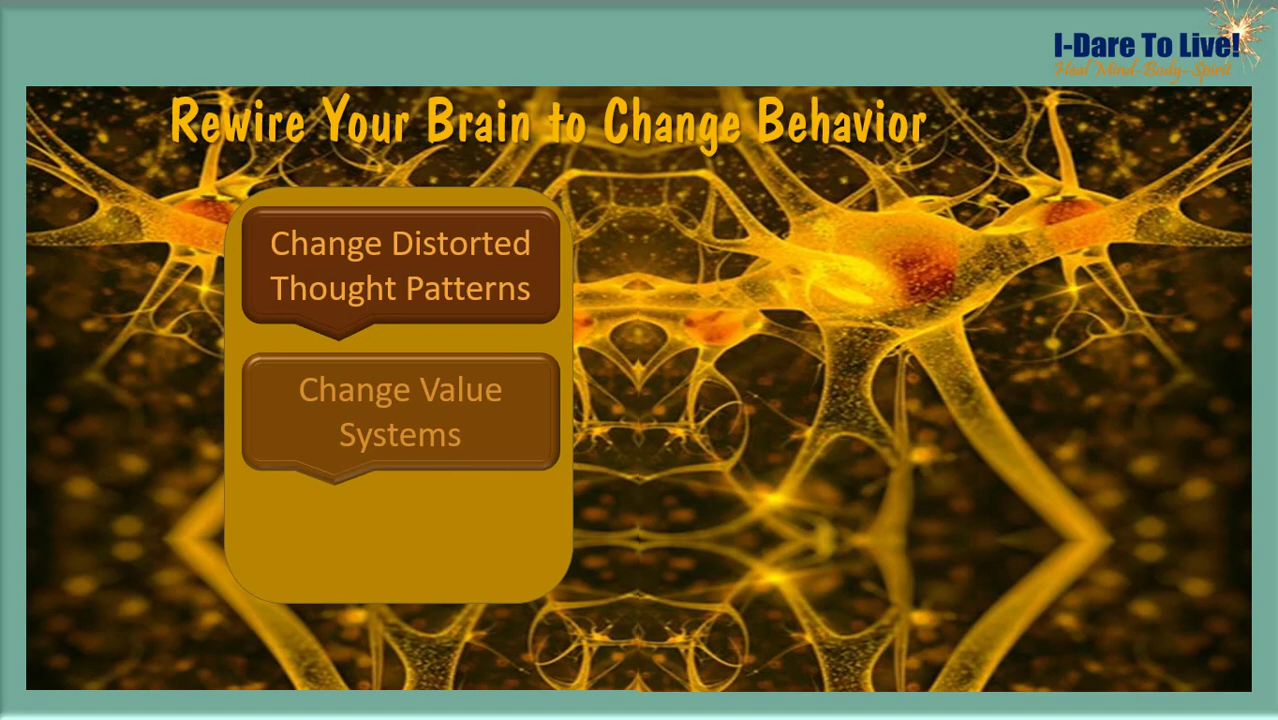 I-Dare To Live!
Heal Mind-Body-Spirit
Rewire Your Brain to Change Behavior
Change Distorted
Thought Patterns
Change Value
Systems